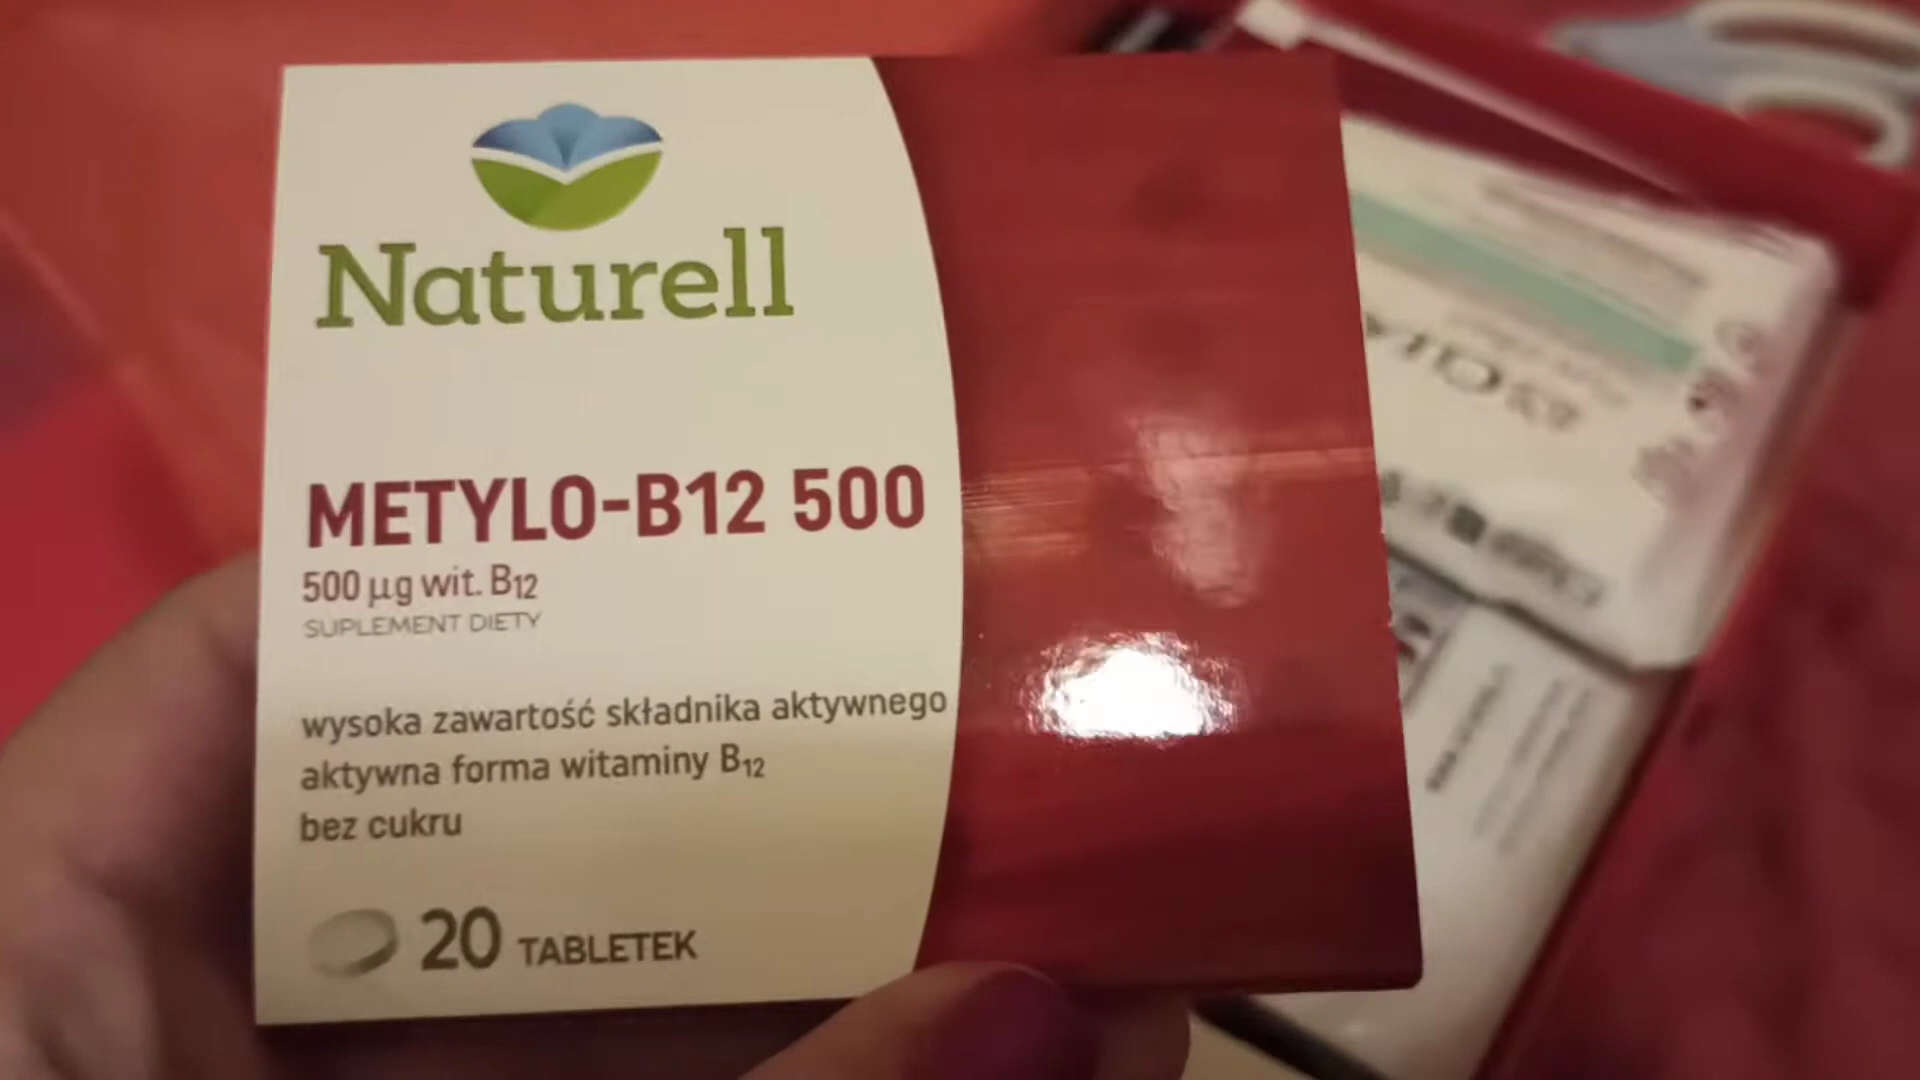 Naturell
METYLO-B12 500
500 µg wit. B12
SUPLEMENT DIETY
wysoka zawartość składnika aktywnego
aktywna forma witaminy B12
bez cukru
20 TABLETEK